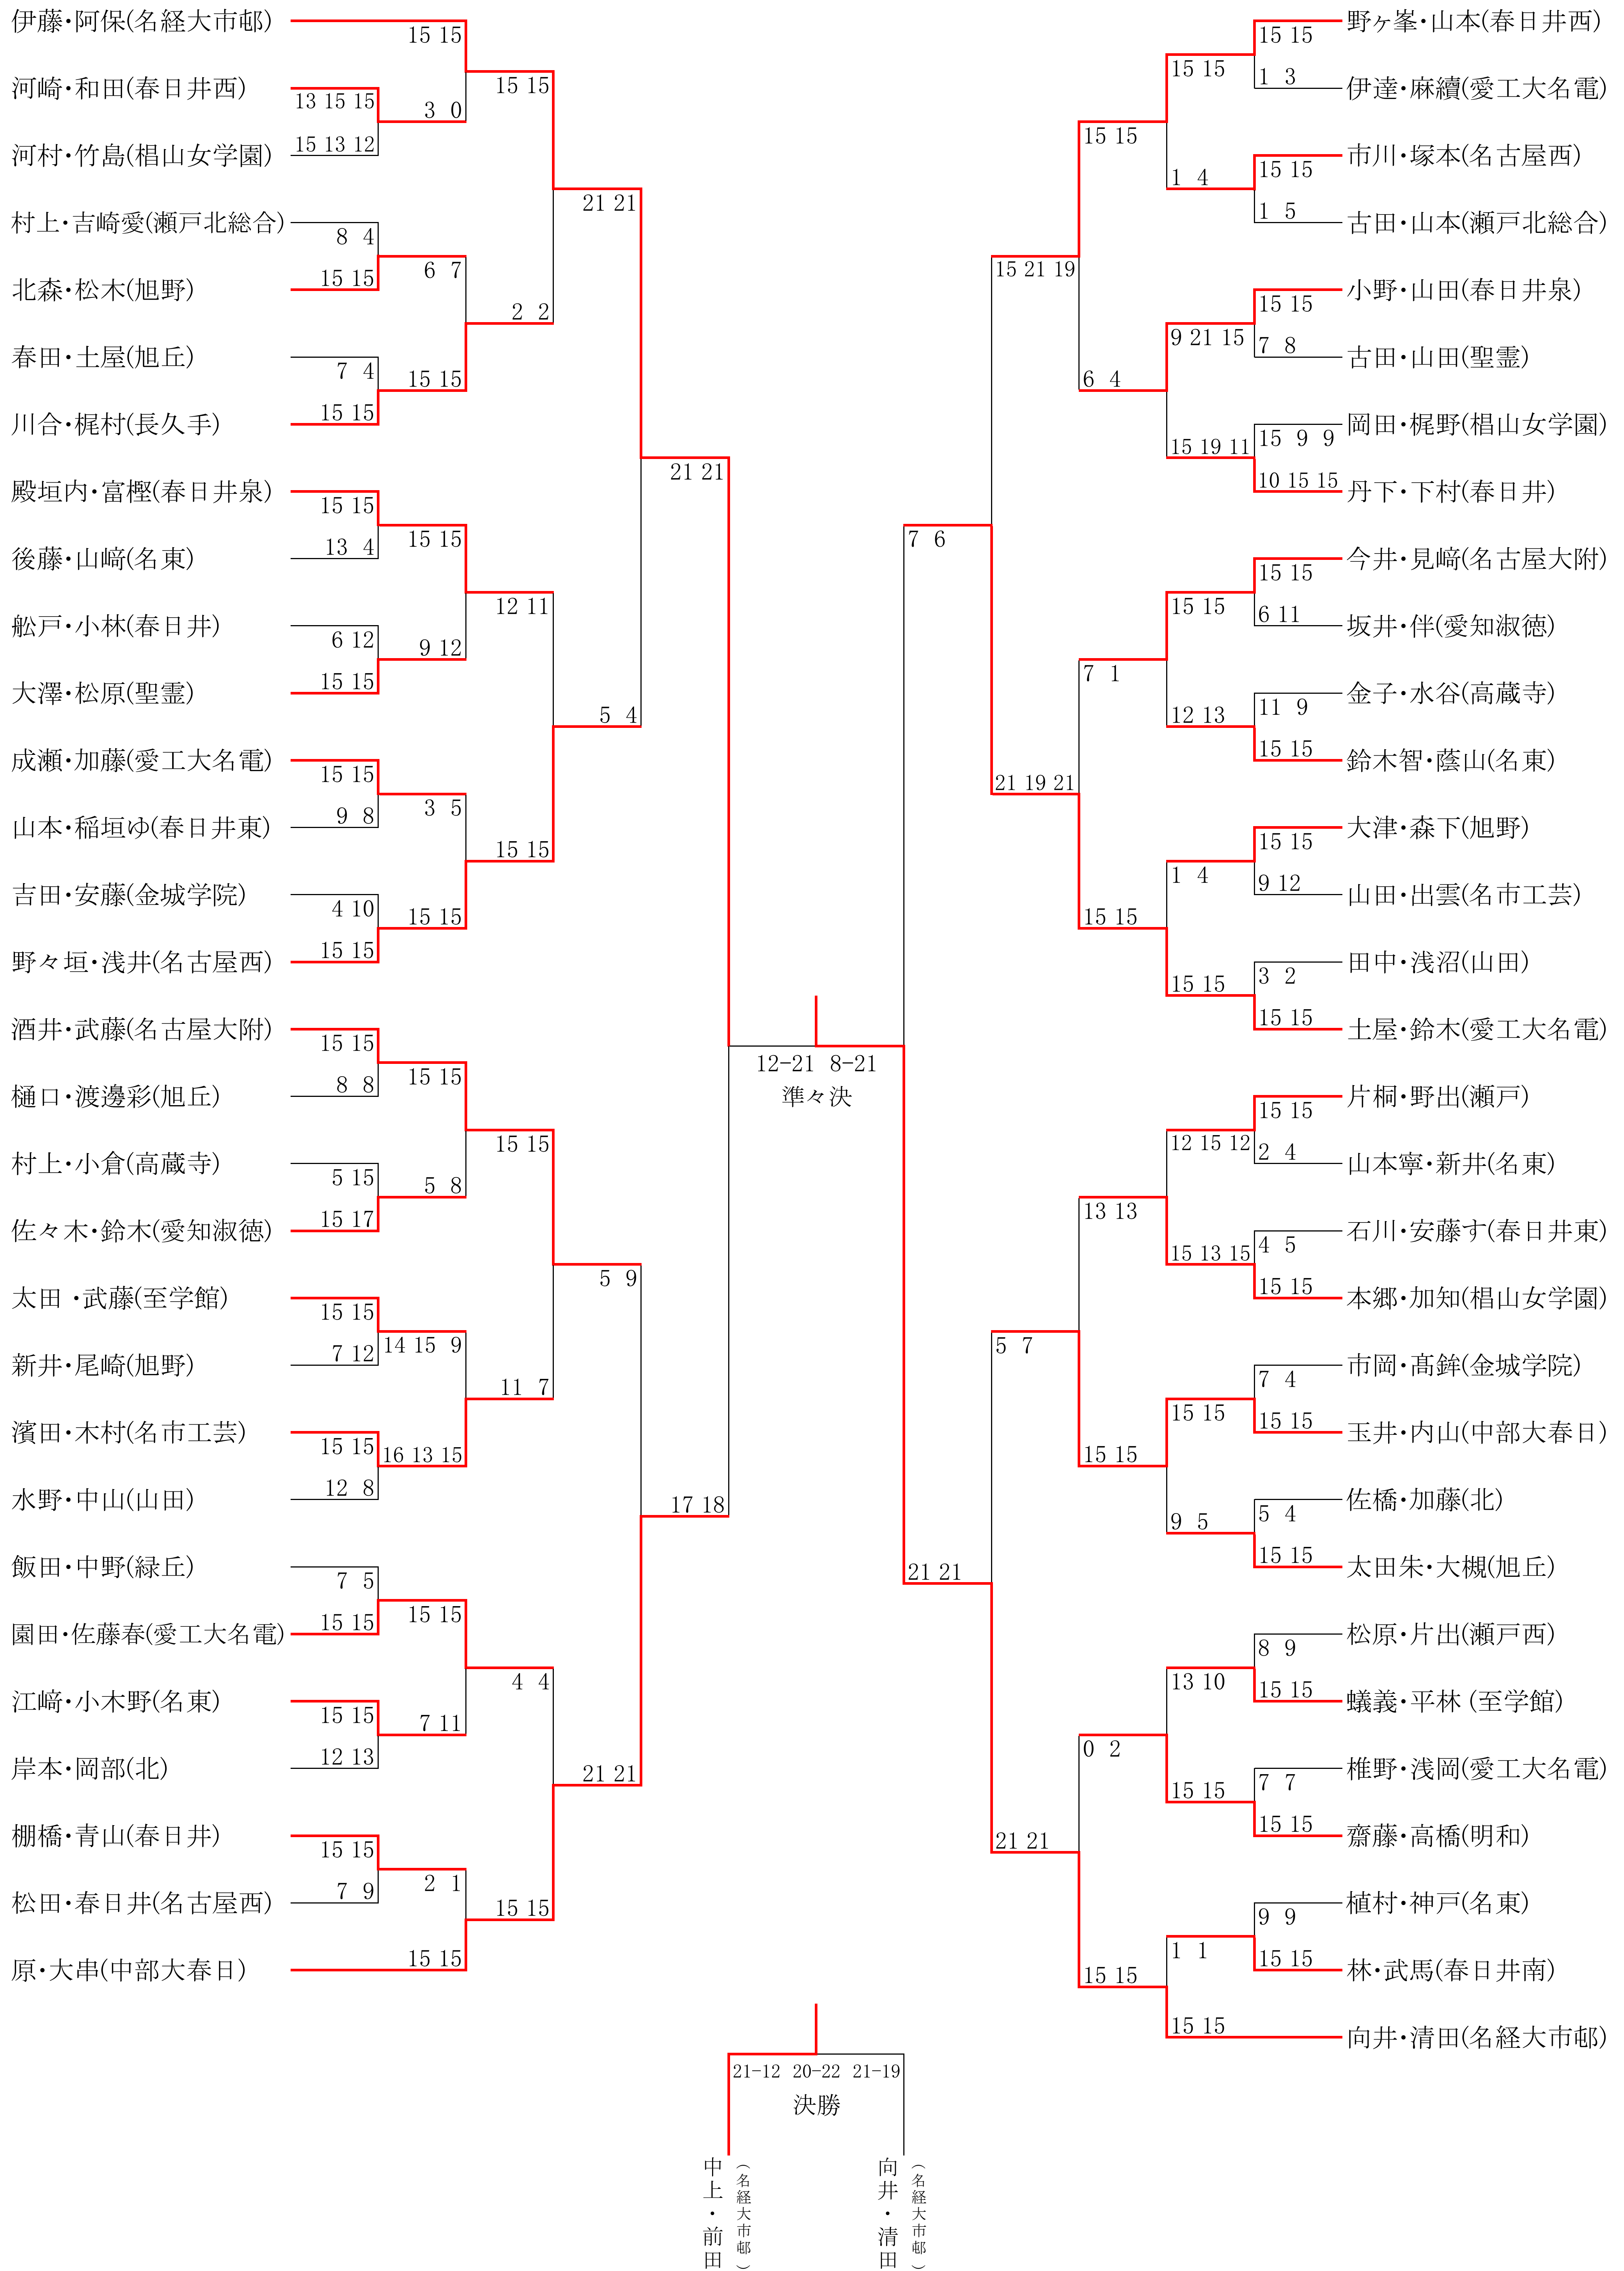 伊藤・阿保(名経大市邨)
15 15
河崎・和田(春日井西)
13 15 15
3 0
15 15
河村・竹島(椙山女学園)
15 13 12
21 21
村上・吉崎愛(瀬戸北総合)
8 4
北森・松木(旭野)
15 15
6 7
2 2
春田・土屋(旭丘)
7 4
15 15
川合・梶村(長久手)
15 15
21 21
殿垣内・富樫(春日井泉)
15 15
後藤・山﨑(名東)
13 4
15 15
12 11
舩戸・小林(春日井)
6 12
9 12
大澤・松原(聖霊)
15 15
5 4
成瀬・加藤(愛工大名電)
15 15
山本・稲垣ゆ(春日井東)
9 8
3 5
15 15
吉田・安藤(金城学院)
4 10
15 15
野々垣・浅井(名古屋西)
15 15
酒井・武藤(名古屋大附)
15 15
樋口・渡邊彩(旭丘)
8 8
15 15
15 15
村上・小倉(高蔵寺)
5 15
5 8
佐々木・鈴木(愛知淑徳)
15 17
5 9
太田 ・武藤(至学館)
15 15
新井・尾崎(旭野)
7 12
14 15 9
11 7
濱田・木村(名市工芸)
15 15
16 13 15
水野・中山(山田)
12 8
17 18
飯田・中野(緑丘)
7 5
園田・佐藤春(愛工大名電)
15 15
15 15
4 4
江﨑・小木野(名東)
15 15
7 11
岸本・岡部(北)
12 13
21 21
棚橋・青山(春日井)
15 15
松田・春日井(名古屋西)
7 9
2 1
15 15
原・大串(中部大春日)
15 15
野ヶ峯・山本(春日井西)
15 15
15 15
伊達・麻續(愛工大名電)
1 3
15 15
市川・塚本(名古屋西)
15 15
1 4
古田・山本(瀬戸北総合)
1 5
15 21 19
小野・山田(春日井泉)
15 15
9 21 15
古田・山田(聖霊)
7 8
6 4
岡田・梶野(椙山女学園)
15 9 9
15 19 11
丹下・下村(春日井)
10 15 15
7 6
今井・見﨑(名古屋大附)
15 15
15 15
坂井・伴(愛知淑徳)
6 11
7 1
金子・水谷(高蔵寺)
11 9
12 13
鈴木智・蔭山(名東)
15 15
21 19 21
大津・森下(旭野)
15 15
1 4
山田・出雲(名市工芸)
9 12
15 15
田中・浅沼(山田)
3 2
15 15
土屋・鈴木(愛工大名電)
15 15
12-21 8-21
準々決
片桐・野出(瀬戸)
15 15
12 15 12
山本寧・新井(名東)
2 4
13 13
石川・安藤す(春日井東)
4 5
15 13 15
本郷・加知(椙山女学園)
15 15
5 7
市岡・髙鉾(金城学院)
7 4
15 15
玉井・内山(中部大春日)
15 15
15 15
佐橋・加藤(北)
5 4
9 5
太田朱・大槻(旭丘)
15 15
21 21
松原・片出(瀬戸西)
8 9
13 10
蟻義・平林 (至学館)
15 15
0 2
椎野・浅岡(愛工大名電)
7 7
15 15
齋藤・高橋(明和)
15 15
21 21
植村・神戸(名東)
9 9
1 1
林・武馬(春日井南)
15 15
15 15
向井・清田(名経大市邨)
15 15
21-12 20-22 21-19
決勝
中上・前田
(名経大市邨)
向井・清田
(名経大市邨)